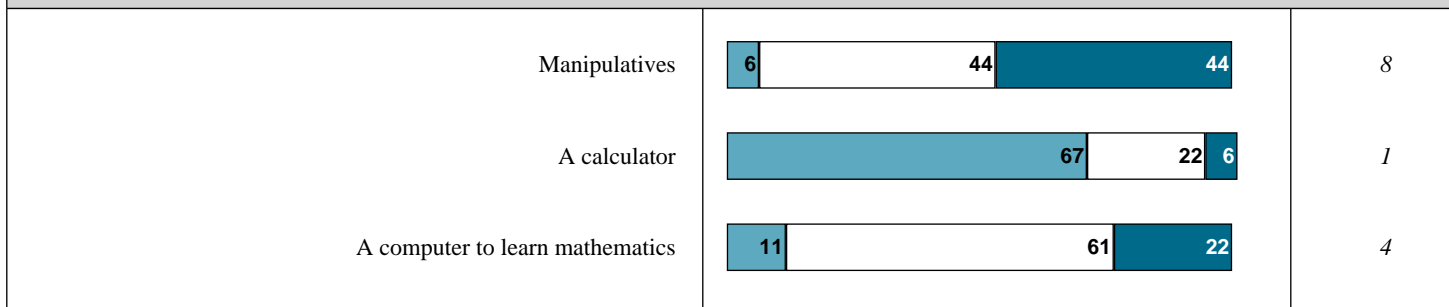 Manipulatives 6 44 44 8
A calculator 67 22 6 1
A computer to learn mathematics 11 61 22 4